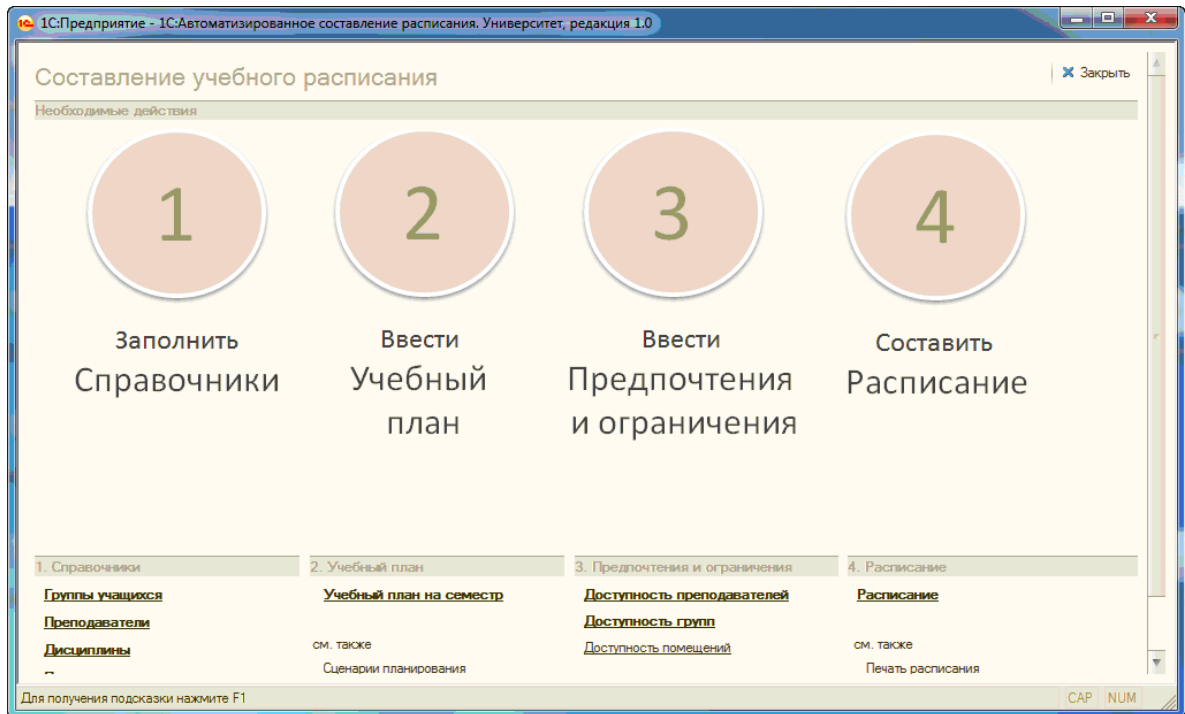 1С:Предприятие - 1С:Автоматизированное составление расписания. Университет, редакция 1.0
Составление учебного расписания
Закрыть
Необходимые действия
1
2
3
4
Заполнить
Справочники
Ввести
Учебный
план
Ввести
Предпочтения
и ограничения
Составить
Расписание
1. Справочники
Группы учащихся
Преподаватели
Дисциплины
2. Учебный план
Учебный план на семестр
см. также
Сценарии планирования
3. Предпочтения и ограничения
Доступность преподавателей
Доступность групп
Доступность помещений
4. Расписание
Расписание
см. также
Печать расписания
Для получения подсказки нажмите F1
CAP NUM